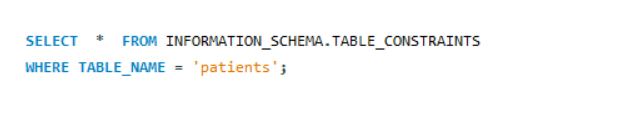 SELECT * FROM INFORMATION_SCHEMA.TABLE_CONSTRAINTS
WHERE TABLE_NAME = 'patients';